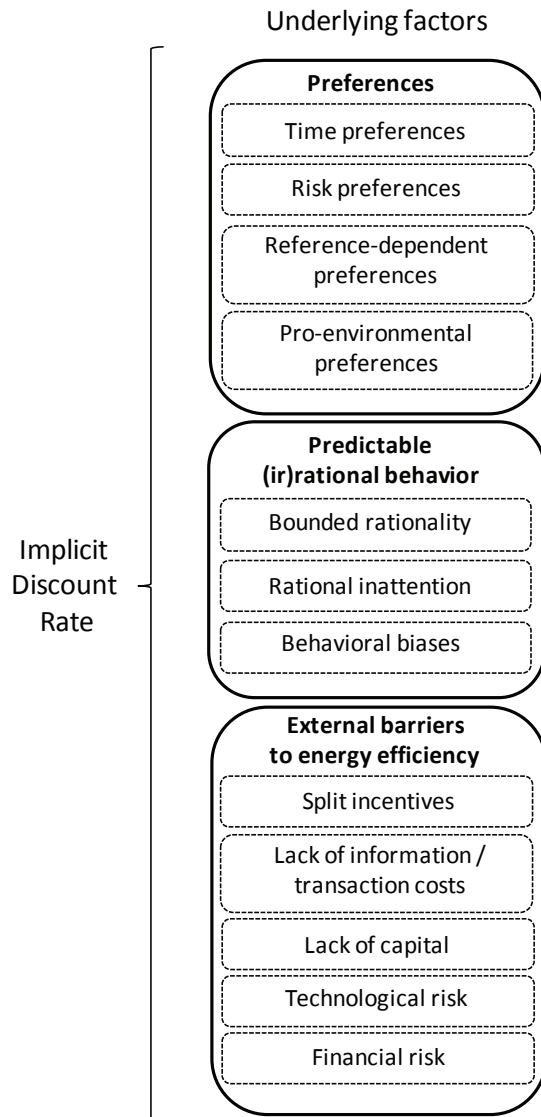 Underlying factors
Preferences
Time preferences
Risk preferences
Reference-dependent
preferences
Pro-environmental
preferences
Predictable
(ir)rational behavior
Bounded rationality
Rational inattention
Behavioral biases
Implicit
Discount
Rate
External barriers
to energy efficiency
Split incentives
Lack of information /
transaction costs
Lack of capital
Technological risk
Financial risk